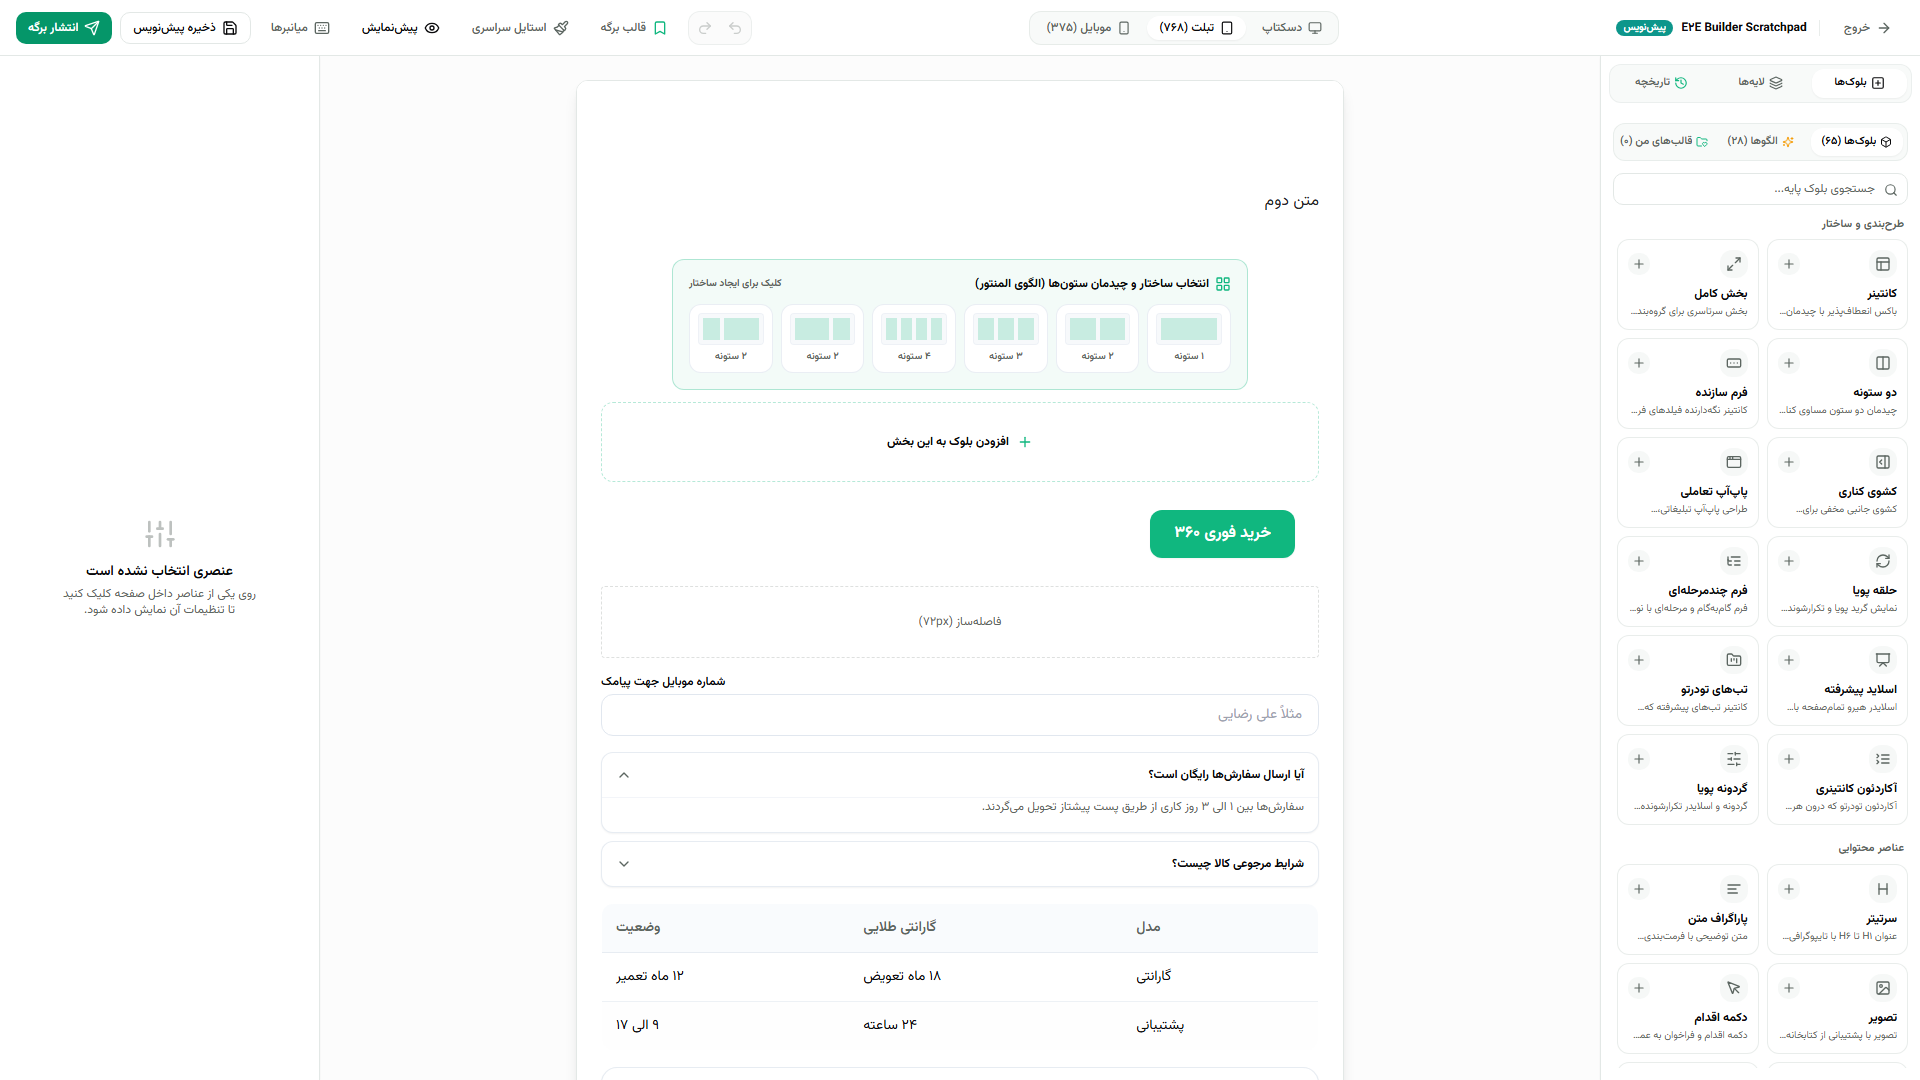 خروج
E2E Builder Scratchpad
پیش‌نویس
دسکتاپ
تبلت (۷۶۸)
موبایل (۳۷۵)
قالب برگه
استایل سراسری
پیش‌نمایش
میانبرها
ذخیره پیش‌نویس
انتشار برگه
بلوک‌ها
لایه‌ها
تاریخچه
بلوک‌ها (۶۵)
الگوها (۲۸)
قالب‌های من (۰)
جستجوی بلوک پایه...
طرح‌بندی و ساختار
کانتینر
باکس انعطاف‌پذیر با چیدمان...
بخش کامل
بخش سرتاسری برای گروه‌بند...
دو ستونه
چیدمان دو ستون مساوی کنا...
فرم سازنده
کانتینر نگه‌دارنده فیلدهای فر...
کشوی کناری
کشوی جانبی مخفی برای...
پاپ‌آپ تعاملی
طراحی پاپ‌آپ تبلیغاتی،...
حلقه پویا
نمایش گرید پویا و تکرارشوند...
فرم چندمرحله‌ای
فرم گام‌به‌گام و مرحله‌ای با نو...
اسلاید پیشرفته
اسلایدر هیرو تمام‌صفحه با...
تب‌های تودرتو
کانتینر تب‌های پیشرفته که...
آکاردئون کانتینری
آکاردئون تودرتو که درون هر...
گردونه پویا
گردونه و اسلایدر تکرارشونده...
عناصر محتوایی
سرتیتر
عنوان H1 تا H6 با تایپوگرافی...
پاراگراف متن
متن توضیحی با فرمت‌بندی...
تصویر
تصویر با پشتیبانی از کتابخانه...
دکمه اقدام
دکمه اقدام و فراخوان به عمـ...
متن دوم
انتخاب ساختار و چیدمان ستون‌ها (الگوی المنتور)
کلیک برای ایجاد ساختار
۱ ستونه
۲ ستونه
۳ ستونه
۴ ستونه
۲ ستونه
۲ ستونه
افزودن بلوک به این بخش
خرید فوری ۳۶۰
فاصله‌ساز (۷۲px)
شماره موبایل جهت پیامک
مثلاً علی رضایی
آیا ارسال سفارش‌ها رایگان است؟
سفارش‌ها بین ۱ الی ۳ روز کاری از طریق پست پیشتاز تحویل می‌گردند.
شرایط مرجوعی کالا چیست؟
مدل
گارانتی طلایی
وضعیت
گارانتی
۱۸ ماه تعویض
۱۲ ماه تعمیر
پشتیبانی
۲۴ ساعته
۹ الی ۱۷
عنصری انتخاب نشده است
روی یکی از عناصر داخل صفحه کلیک کنید
تا تنظیمات آن نمایش داده شود.